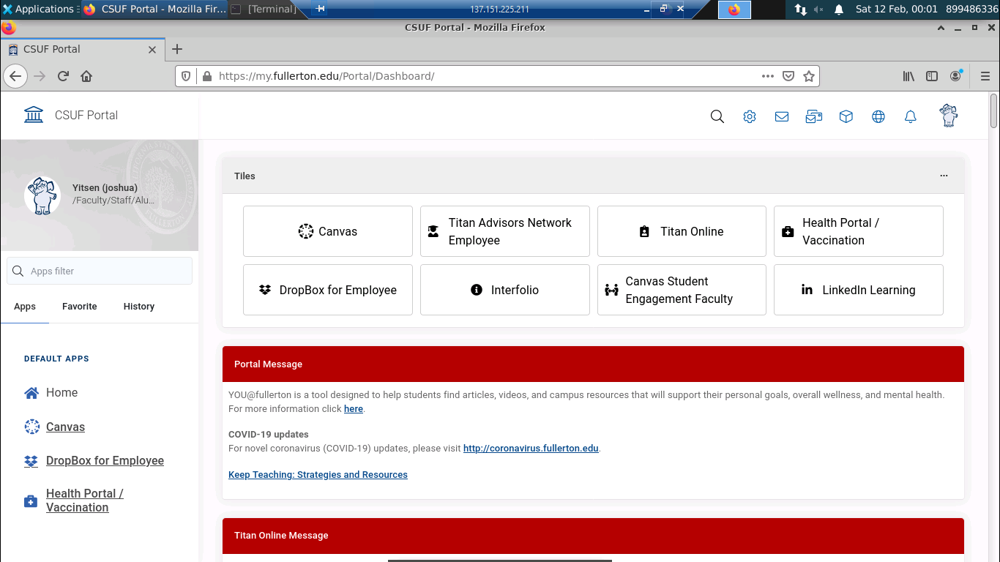 Applications
CSUF Portal - Mozilla Fir...
[Terminal]
137.151.225.211
Sat 12 Feb, 00:01
899486336
CSUF Portal - Mozilla Firefox
CSUF Portal
https://my.fullerton.edu/Portal/Dashboard/
CSUF Portal
Yitsen (joshua)
/Faculty/Staff/Alu...
Apps filter
Apps Favorite History
DEFAULT APPS
Home
Canvas
DropBox for Employee
Health Portal /
Vaccination
Tiles
Canvas
Titan Advisors Network
Employee
Titan Online
Health Portal /
Vaccination
DropBox for Employee
Interfolio
Canvas Student
Engagement Faculty
LinkedIn Learning
Portal Message
YOU@fullerton is a tool designed to help students find articles, videos, and campus resources that will support their personal goals, overall wellness, and mental health.
For more information click here.
COVID-19 updates
For novel coronavirus (COVID-19) updates, please visit http://coronavirus.fullerton.edu.
Keep Teaching: Strategies and Resources
Titan Online Message